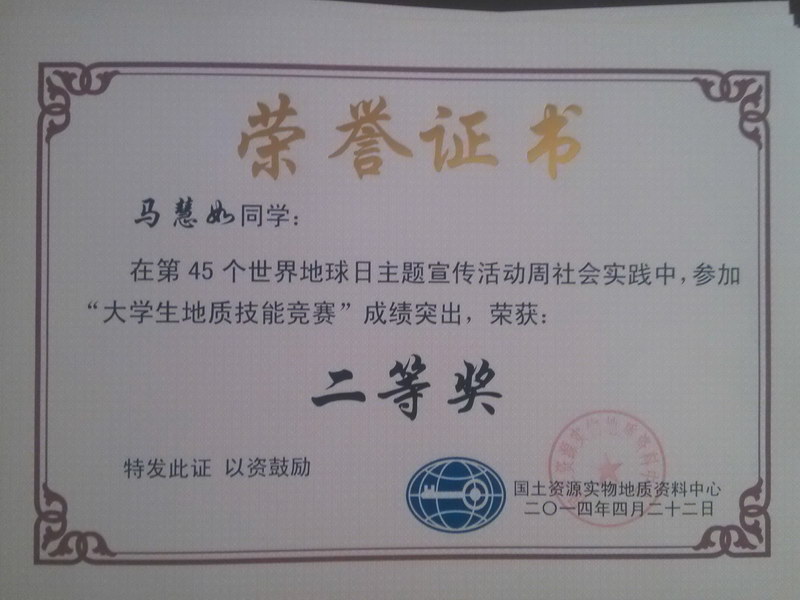 荣誉证书
马慧如同学：
在第45个世界地球日主题宣传活动周社会实践中，参加
“大学生地质技能竞赛”成绩突出，荣获：
二等奖
特发此证 以资鼓励
国土资源实物地质资料中心
二〇一四年四月二十二日